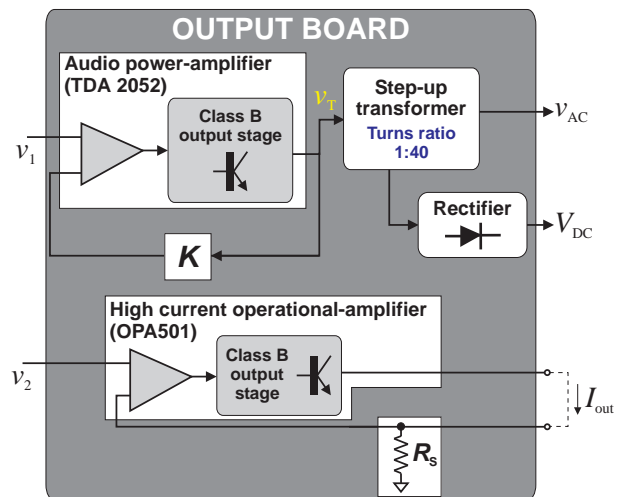 OUTPUT BOARD
Audio power-amplifier
(TDA 2052)
Class B
output stage
v1
vT
Step-up
transformer
Turns ratio
1:40
vAC
Rectifier
VDC
K
High current operational-amplifier
(OPA501)
Class B
output
stage
v2
Iout
RS